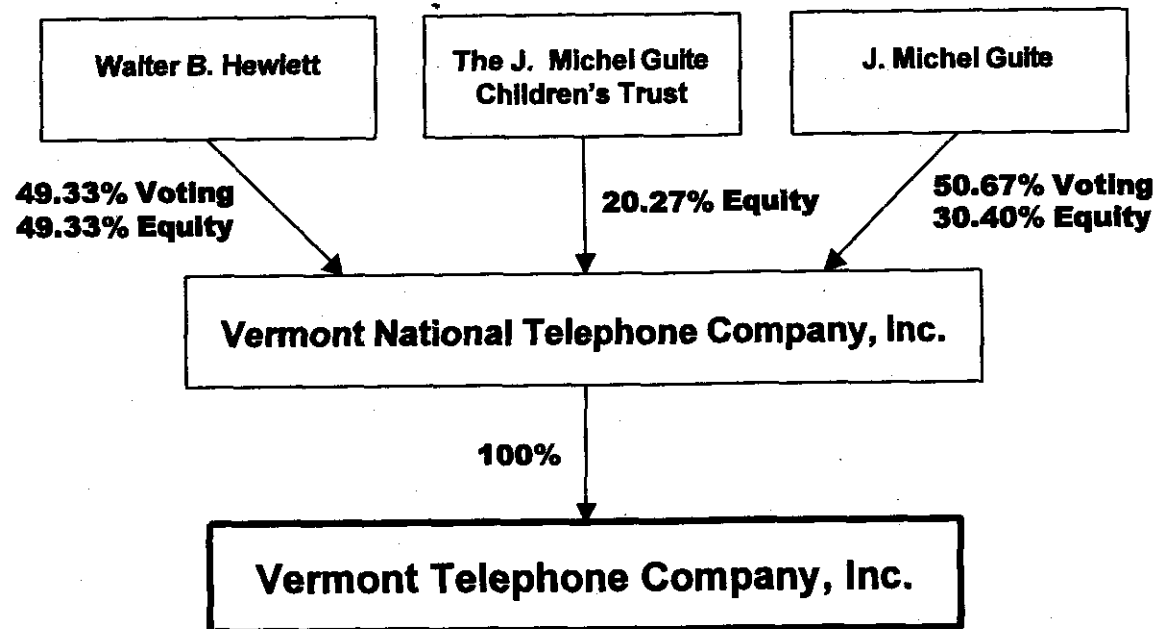 Walter B. Hewlett
The J. Michel Guite
Children's Trust
J. Michel Guite
49.33% Voting
49.33% Equity
20.27% Equity
50.67% Voting
30.40% Equity
Vermont National Telephone Company, Inc.
100%
Vermont Telephone Company, Inc.